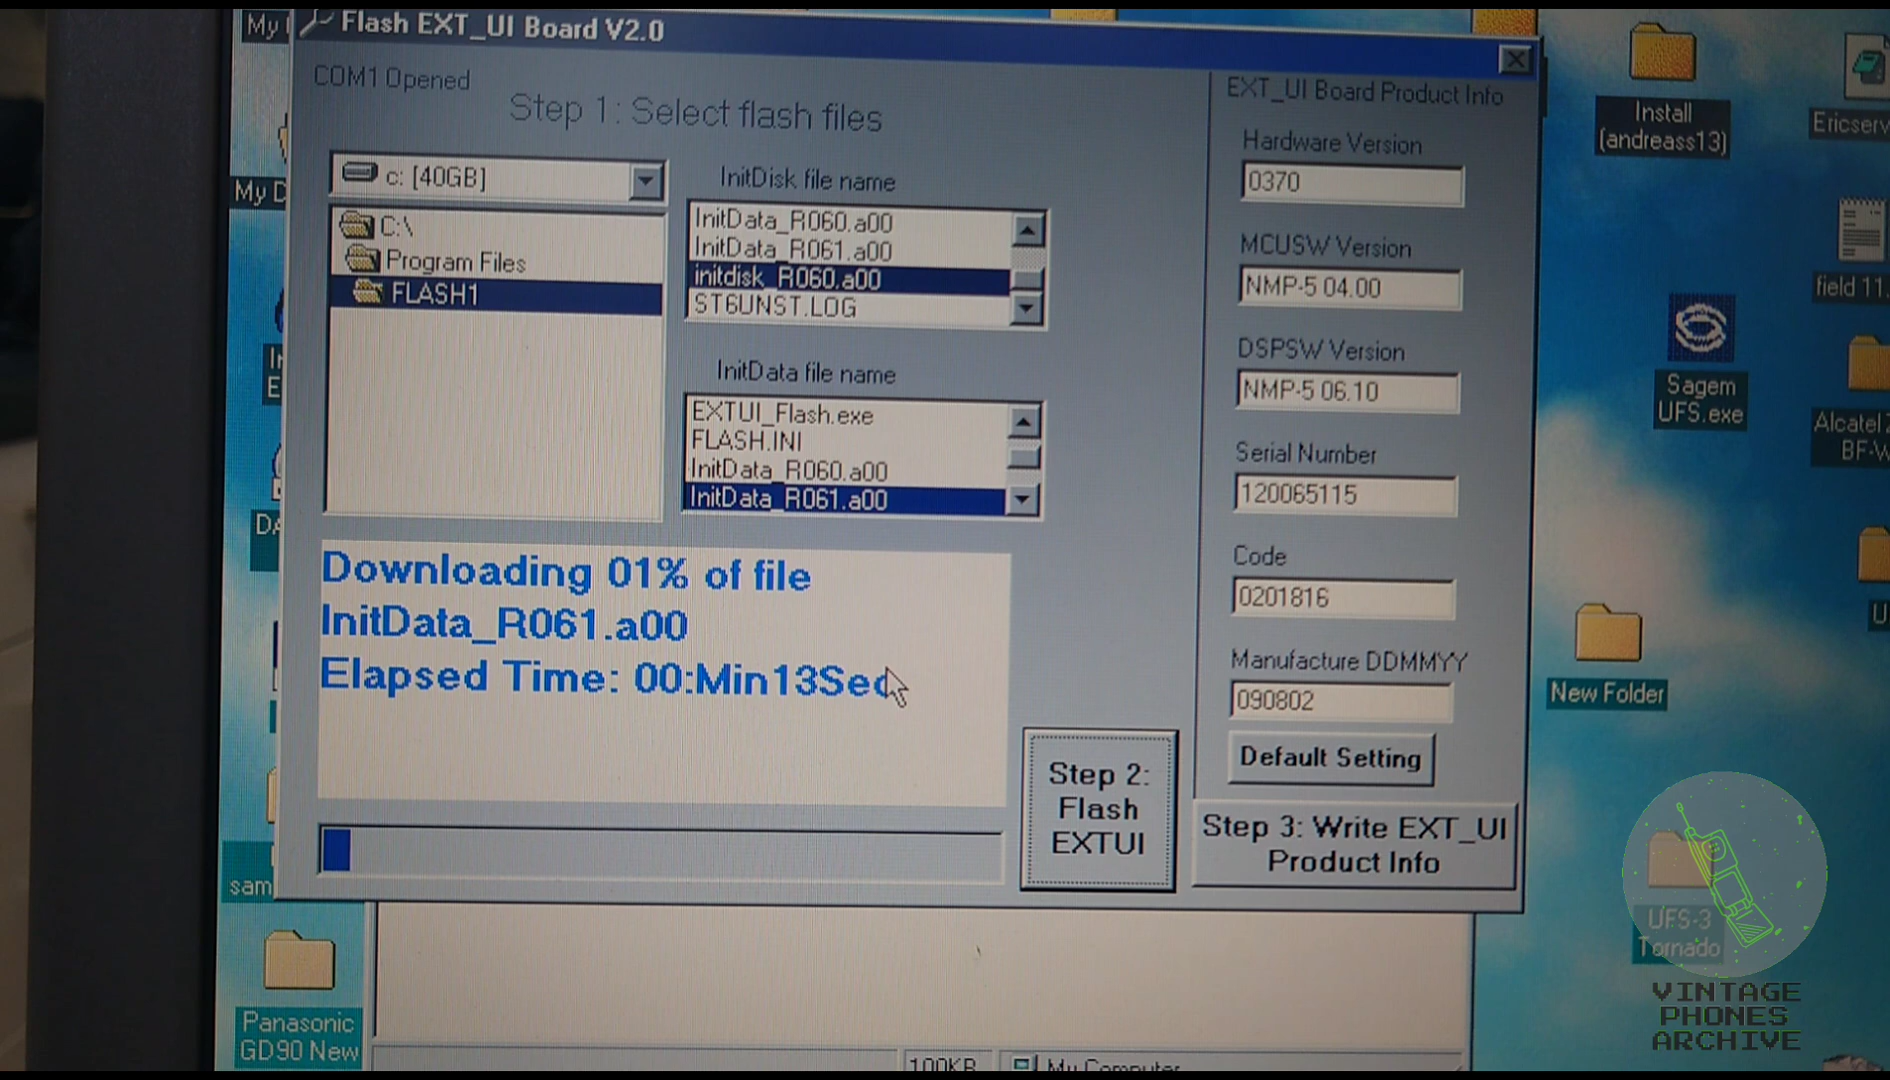 My
Flash EXT_UI Board V2.0
COM1 Opened
Step 1: Select flash files
c: [40GB]
C:\
Program Files
FLASH1
InitDisk file name
InitData_R060.a00
InitData_R061.a00
initdisk_R060.a00
ST6UNST.LOG
InitData file name
EXTUI_Flash.exe
FLASH.INI
InitData_R060.a00
InitData_R061.a00
Downloading 01% of file
InitData_R061.a00
Elapsed Time: 00:Min13Sec
Step 2:
Flash
EXTUI
EXT_UI Board Product Info
Hardware Version
0370
MCUSW Version
NMP-5 04.00
DSPSW Version
NMP-5 06.10
Serial Number
120065115
Code
0201816
Manufacture DDMMYY
090802
Default Setting
Step 3: Write EXT_UI
Product Info
My D
sam
Panasonic
GD90 New
100KB
My Computer
Install
(andreass13)
Ericserv
field 11.
Sagem
UFS.exe
Alcatel
BF-W
New Folder
UFS-3
Tornado
VINTAGE
PHONES
ARCHIVE